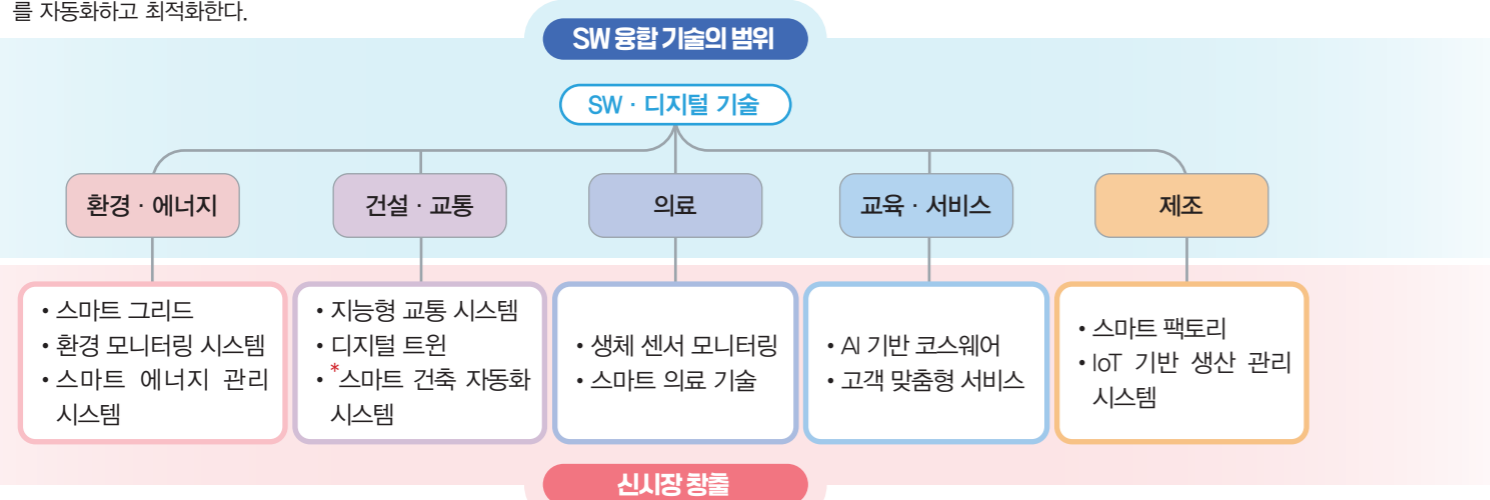 를 자동화하고 최적화한다.
SW 융합 기술의 범위
SW · 디지털 기술
환경 · 에너지
건설 · 교통
의료
교육 · 서비스
제조
• 스마트 그리드
• 환경 모니터링 시스템
• 스마트 에너지 관리
시스템
• 지능형 교통 시스템
• 디지털 트윈
• *스마트 건축 자동화
시스템
• 생체 센서 모니터링
• 스마트 의료 기술
• AI 기반 코스웨어
• 고객 맞춤형 서비스
• 스마트 팩토리
• IoT 기반 생산 관리
시스템
신시장 창출